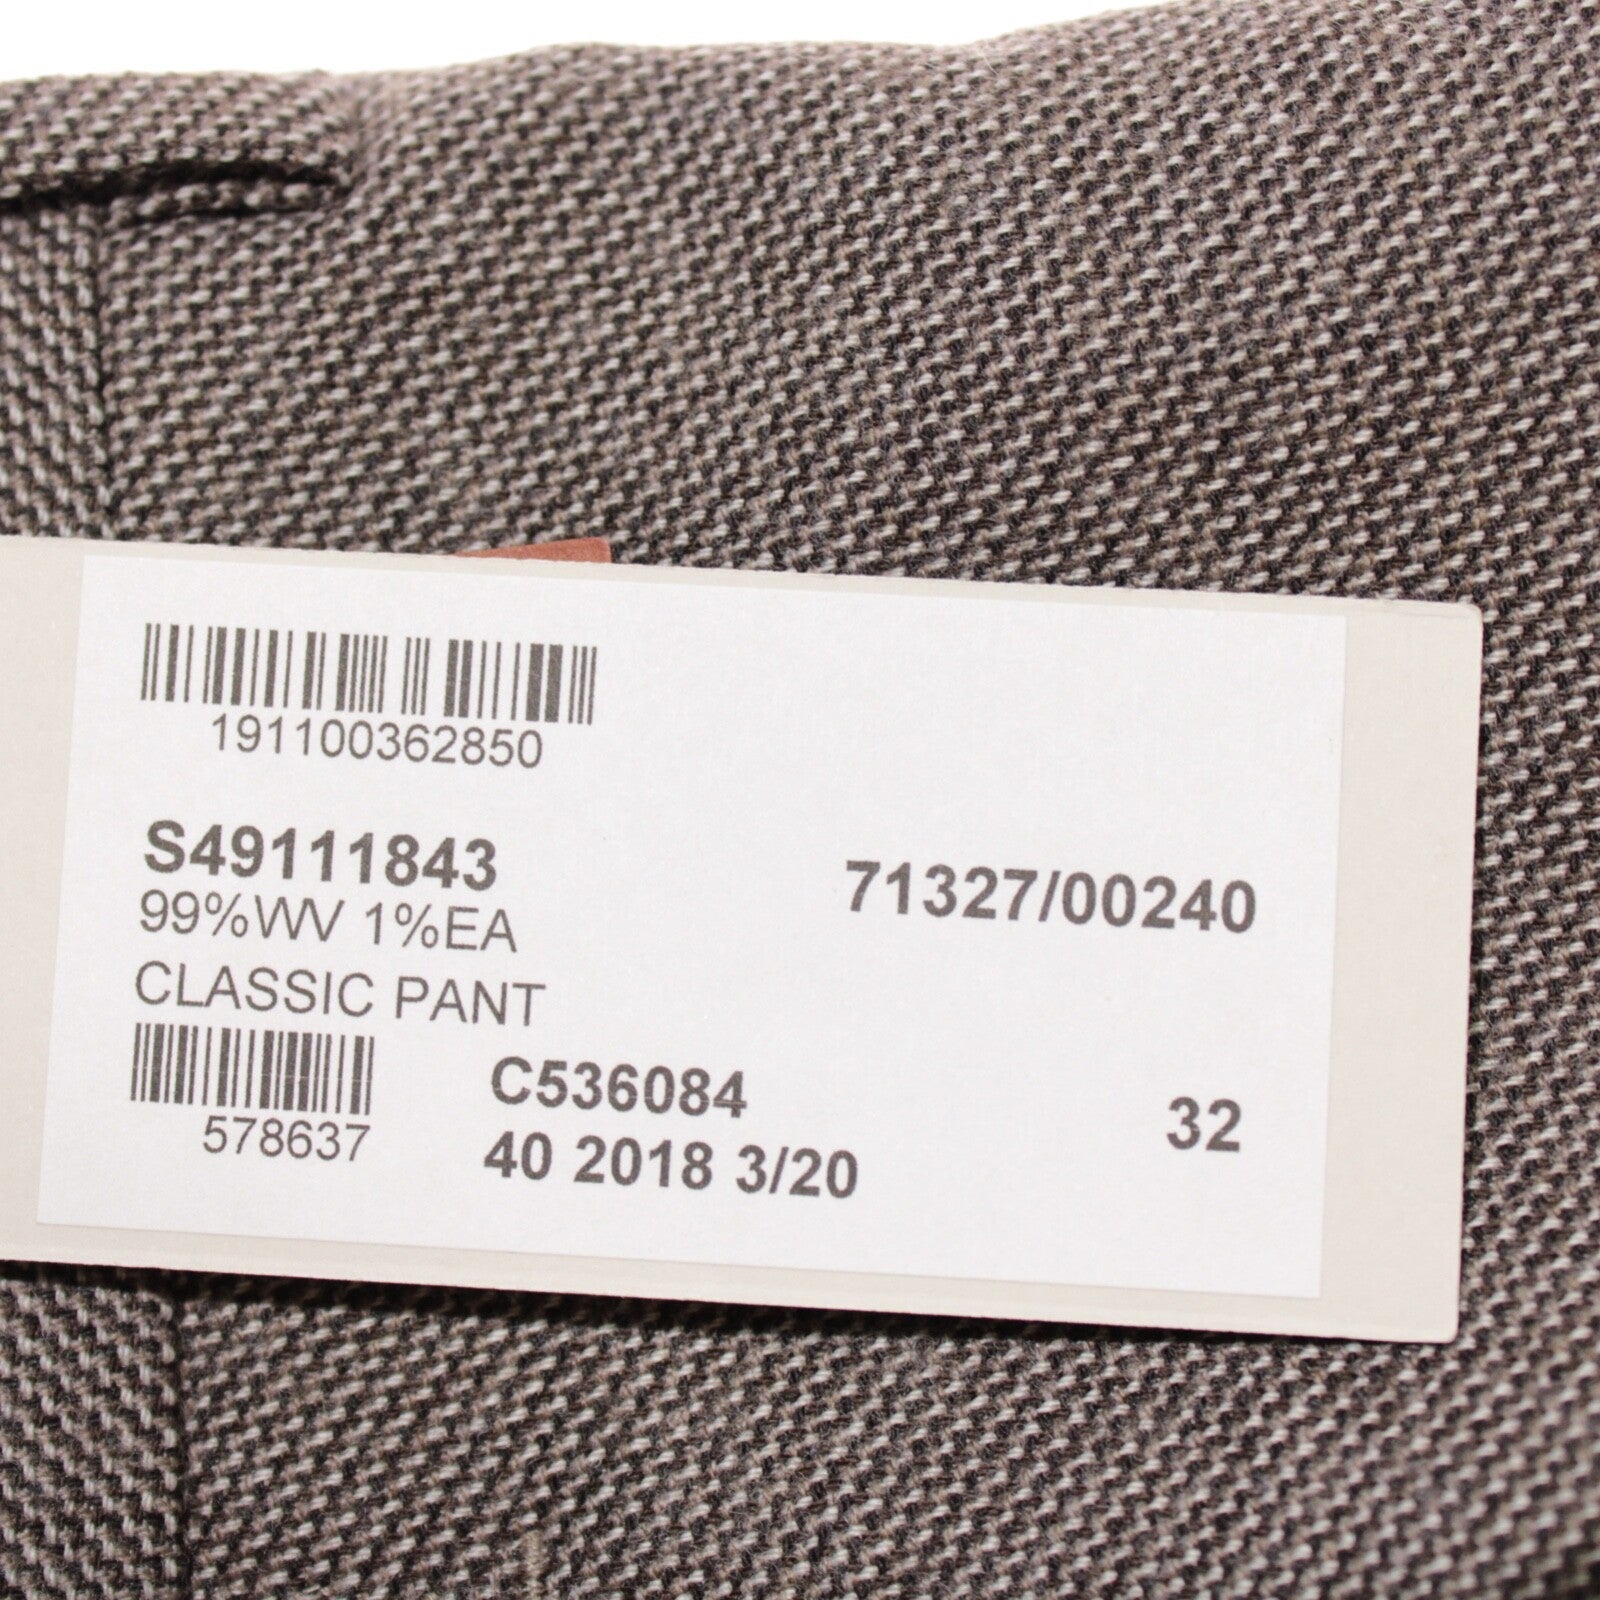 191100362850
S49111843 71327/00240
99%WV 1%EA
CLASSIC PANT
C536084 32
578637
40 2018 3/20